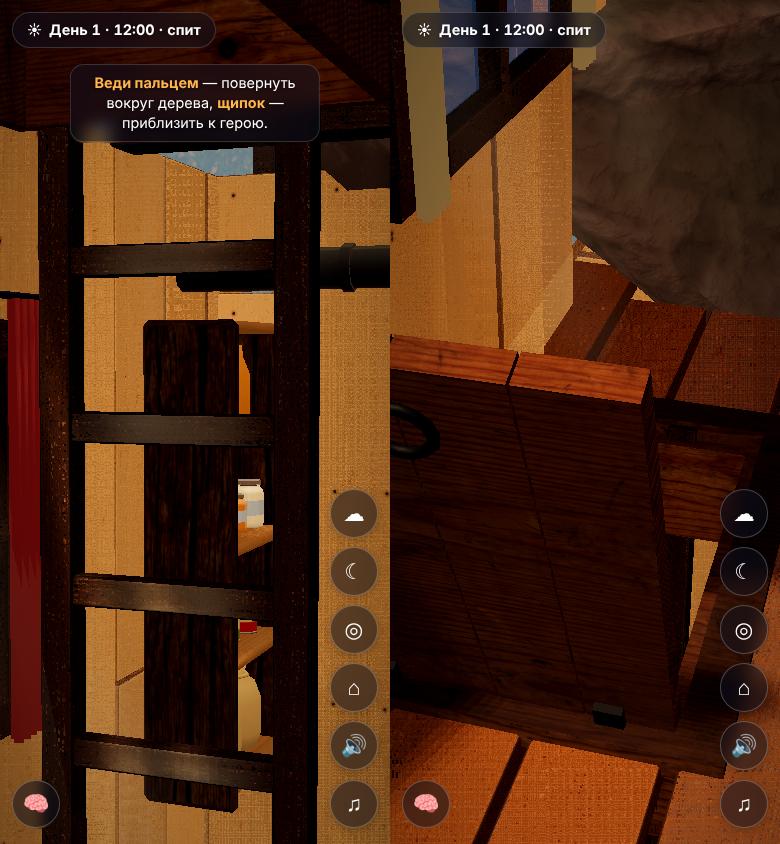 День 1 · 12:00 · спит
Веди пальцем — повернуть
вокруг дерева, щипок —
приблизить к герою.
День 1 · 12:00 · спит